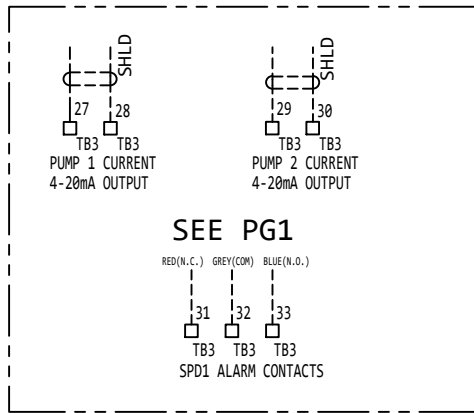 SHLD SHLD
27 28 29 30
TB3 TB3 TB3 TB3
PUMP 1 CURRENT PUMP 2 CURRENT
4-20mA OUTPUT 4-20mA OUTPUT
SEE PG1
RED(N.C.) GREY(COM) BLUE(N.O.)
31 32 33
TB3 TB3 TB3
SPD1 ALARM CONTACTS